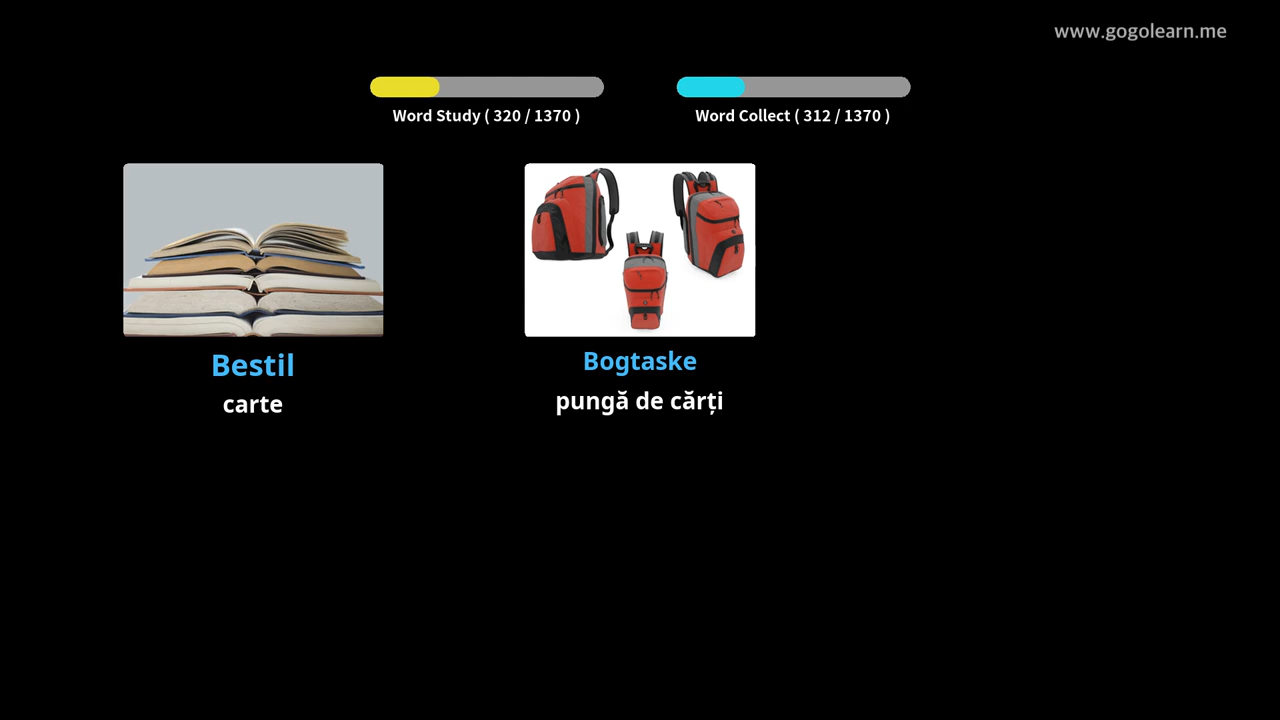 www.gogolearn.me
Word Study ( 320 / 1370 )
Word Collect ( 312 / 1370 )
Bestil
carte
Bogtaske
pungă de cărți